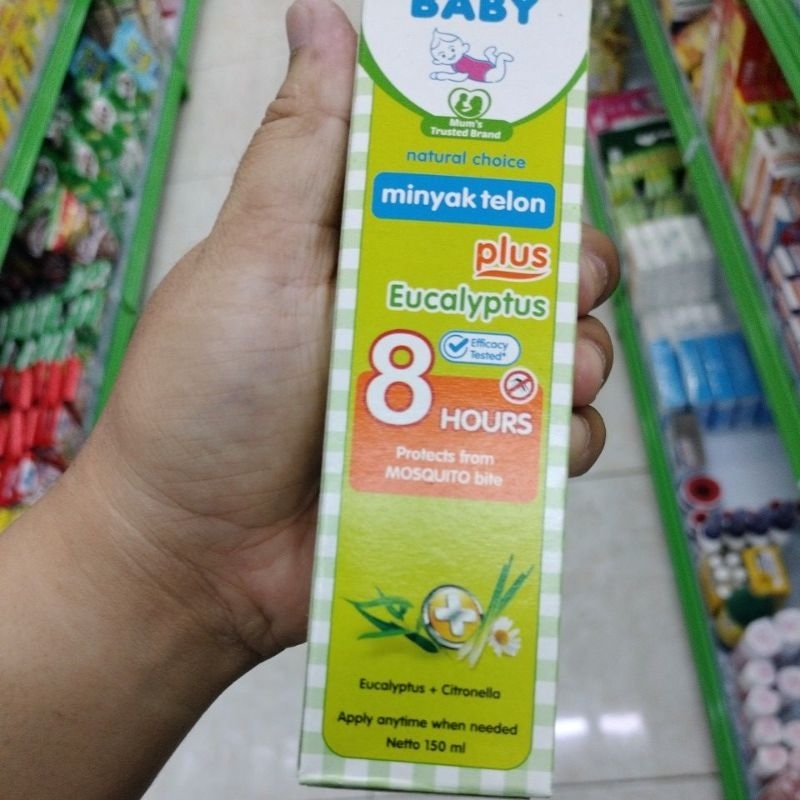 BABY
Mum's
Trusted Brand
natural choice
minyak telon
plus
Eucalyptus
8
Efficacy
Tested*
HOURS
Protects from
MOSQUITO bite
Eucalyptus + Citronella
Apply anytime when needed
Netto 150 ml